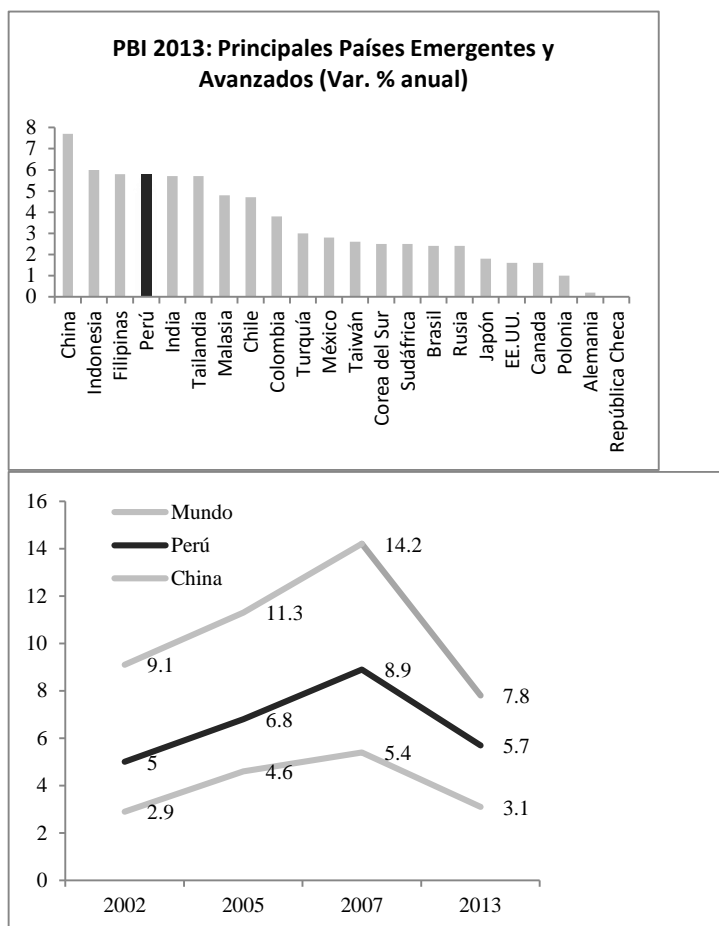 PBI 2013: Principales Países Emergentes y
Avanzados (Var. % anual)
8
7
6
5
4
3
2
1
0
China
Indonesia
Filipinas
Perú
India
Tailandia
Malasia
Chile
Colombia
Turquía
México
Taiwán
Corea del Sur
Sudáfrica
Brasil
Rusia
Japón
EE.UU.
Canada
Polonia
Alemania
República Checa
16
14
12
10
8
6
4
2
0
Mundo
Perú
China
9.1
11.3
14.2
7.8
5
6.8
8.9
5.7
2.9
4.6
5.4
3.1
2002
2005
2007
2013